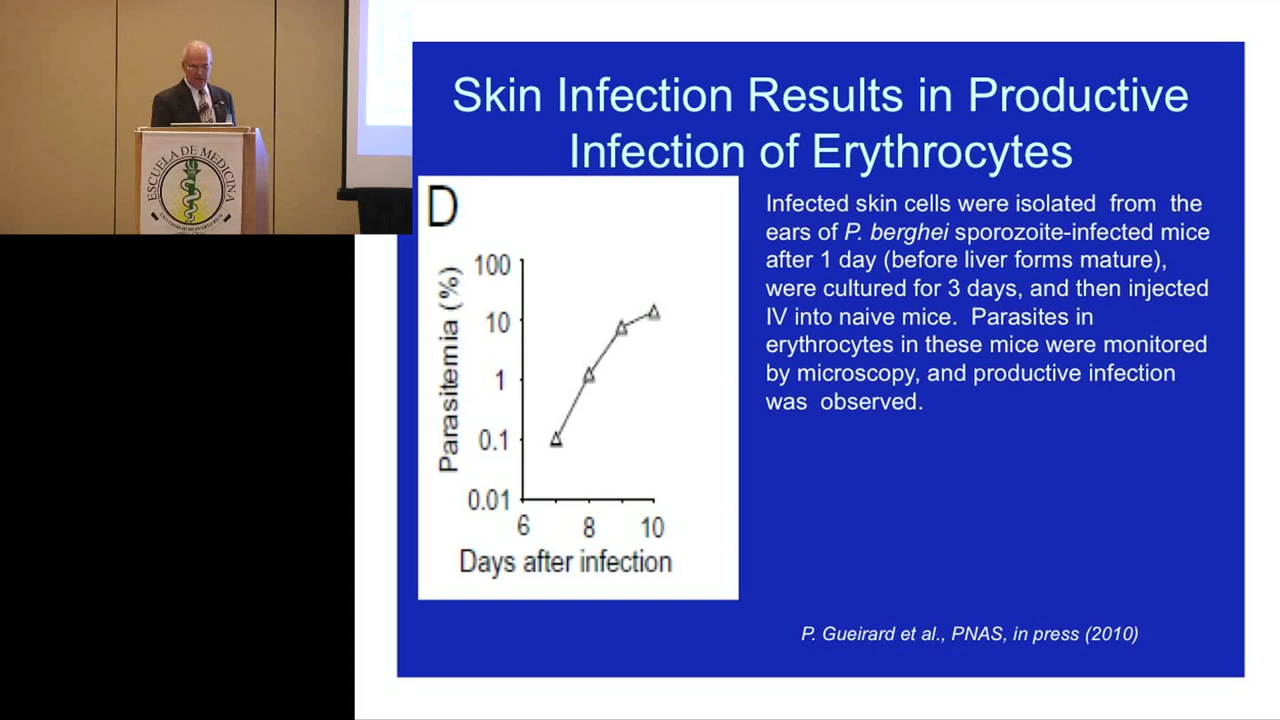 Skin Infection Results in Productive
Infection of Erythrocytes
D
Parasitemia (%)
100
10
1
0.1
0.01
6 8 10
Days after infection
Infected skin cells were isolated from the
ears of P. berghei sporozoite-infected mice
after 1 day (before liver forms mature),
were cultured for 3 days, and then injected
IV into naive mice. Parasites in
erythrocytes in these mice were monitored
by microscopy, and productive infection
was observed.
P. Gueirard et al., PNAS, in press (2010)
ESCUELA DE MEDICINA
UNIVERSIDAD DE PUERTO RICO